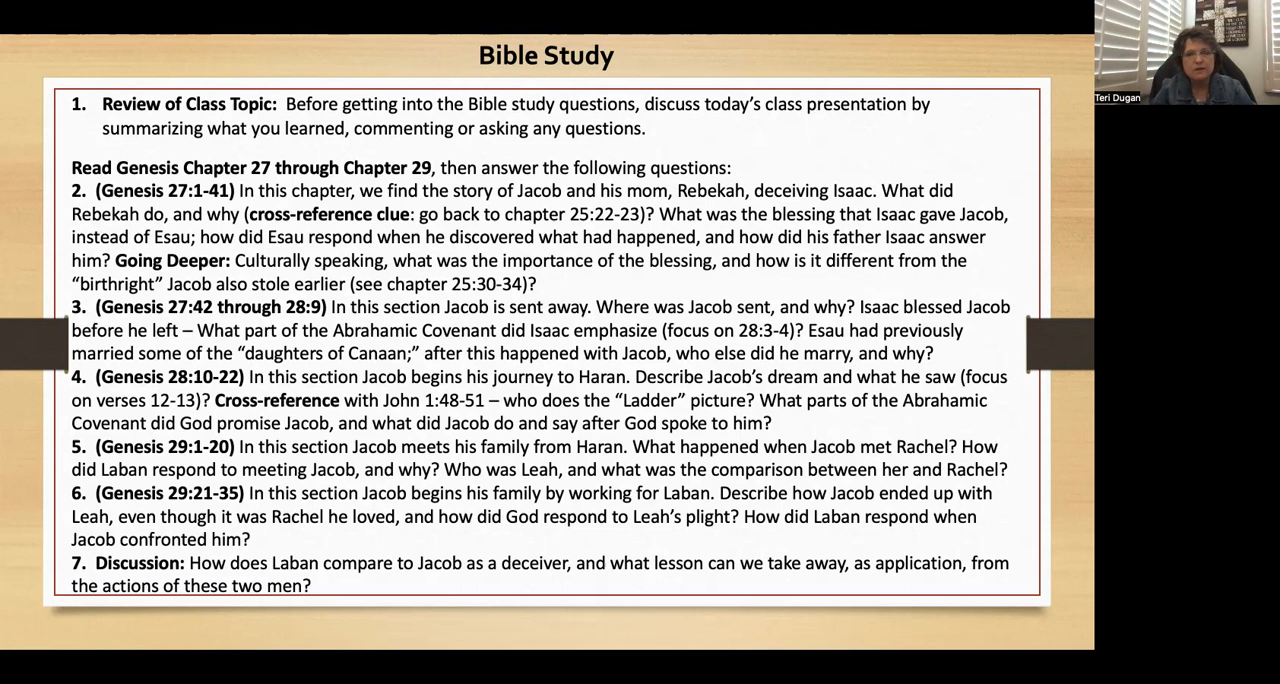 Bible Study
1. Review of Class Topic: Before getting into the Bible study questions, discuss today's class presentation by
summarizing what you learned, commenting or asking any questions.
Read Genesis Chapter 27 through Chapter 29, then answer the following questions:
2. (Genesis 27:1-41) In this chapter, we find the story of Jacob and his mom, Rebekah, deceiving Isaac. What did
Rebekah do, and why (cross-reference clue: go back to chapter 25:22-23)? What was the blessing that Isaac gave Jacob,
instead of Esau; how did Esau respond when he discovered what had happened, and how did his father Isaac answer
him? Going Deeper: Culturally speaking, what was the importance of the blessing, and how is it different from the
“birthright” Jacob also stole earlier (see chapter 25:30-34)?
3. (Genesis 27:42 through 28:9) In this section Jacob is sent away. Where was Jacob sent, and why? Isaac blessed Jacob
before he left – What part of the Abrahamic Covenant did Isaac emphasize (focus on 28:3-4)? Esau had previously
married some of the “daughters of Canaan;” after this happened with Jacob, who else did he marry, and why?
4. (Genesis 28:10-22) In this section Jacob begins his journey to Haran. Describe Jacob's dream and what he saw (focus
on verses 12-13)? Cross-reference with John 1:48-51 – who does the “Ladder” picture? What parts of the Abrahamic
Covenant did God promise Jacob, and what did Jacob do and say after God spoke to him?
5. (Genesis 29:1-20) In this section Jacob meets his family from Haran. What happened when Jacob met Rachel? How
did Laban respond to meeting Jacob, and why? Who was Leah, and what was the comparison between her and Rachel?
6. (Genesis 29:21-35) In this section Jacob begins his family by working for Laban. Describe how Jacob ended up with
Leah, even though it was Rachel he loved, and how did God respond to Leah's plight? How did Laban respond when
Jacob confronted him?
7. Discussion: How does Laban compare to Jacob as a deceiver, and what lesson can we take away, as application, from
the actions of these two men?
Teri Dugan